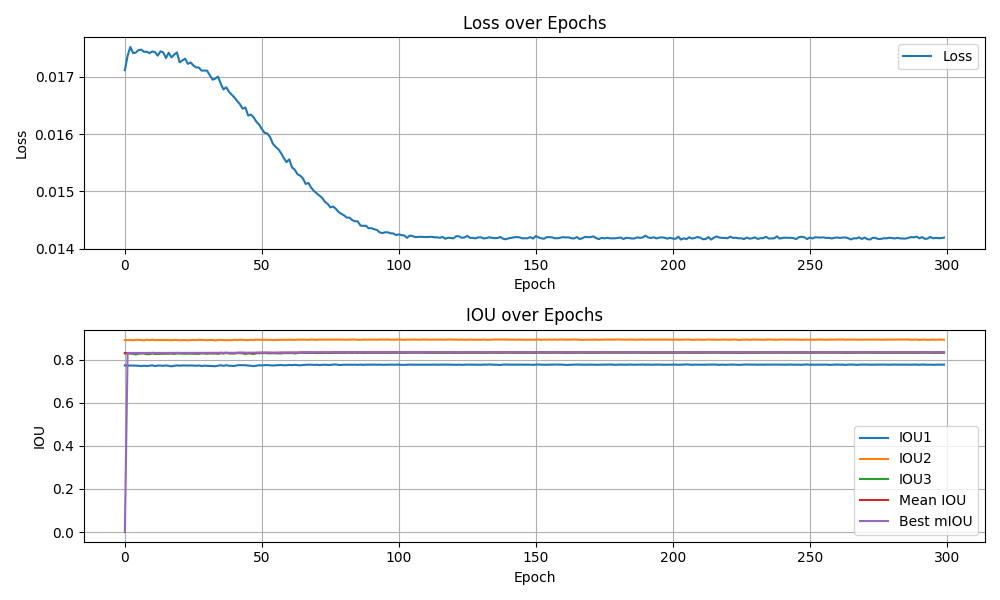 Loss over Epochs
Loss
0.017
0.016
0.015
0.014
Loss
0 50 100 150 200 250 300
Epoch
IOU over Epochs
0.8
0.6
0.4
0.2
0.0
IOU
IOU1
IOU2
IOU3
Mean IOU
Best mIOU
0 50 100 150 200 250 300
Epoch